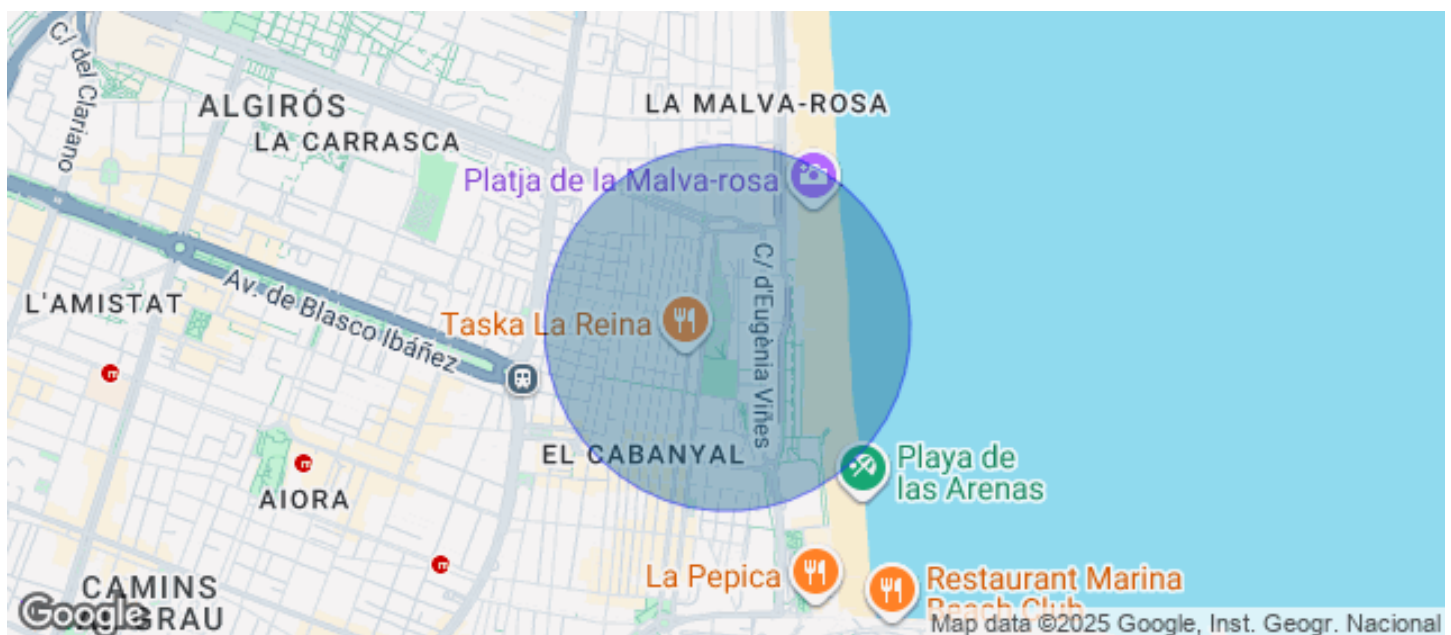 C/ del Clariano
ALGIRÓS
LA CARRASCA
LA MALVA-ROSA
Platja de la Malva-rosa
L'AMISTAT
Av. de Blasco Ibáñez
Taska La Reina
C/ d'Eugènia Viñes
EL CABANYAL
Playa de
las Arenas
AIORA
La Pepica
Restaurant Marina
Beach Club
CAMINS
GRAU
Google
Map data ©2025 Google, Inst. Geogr. Nacional